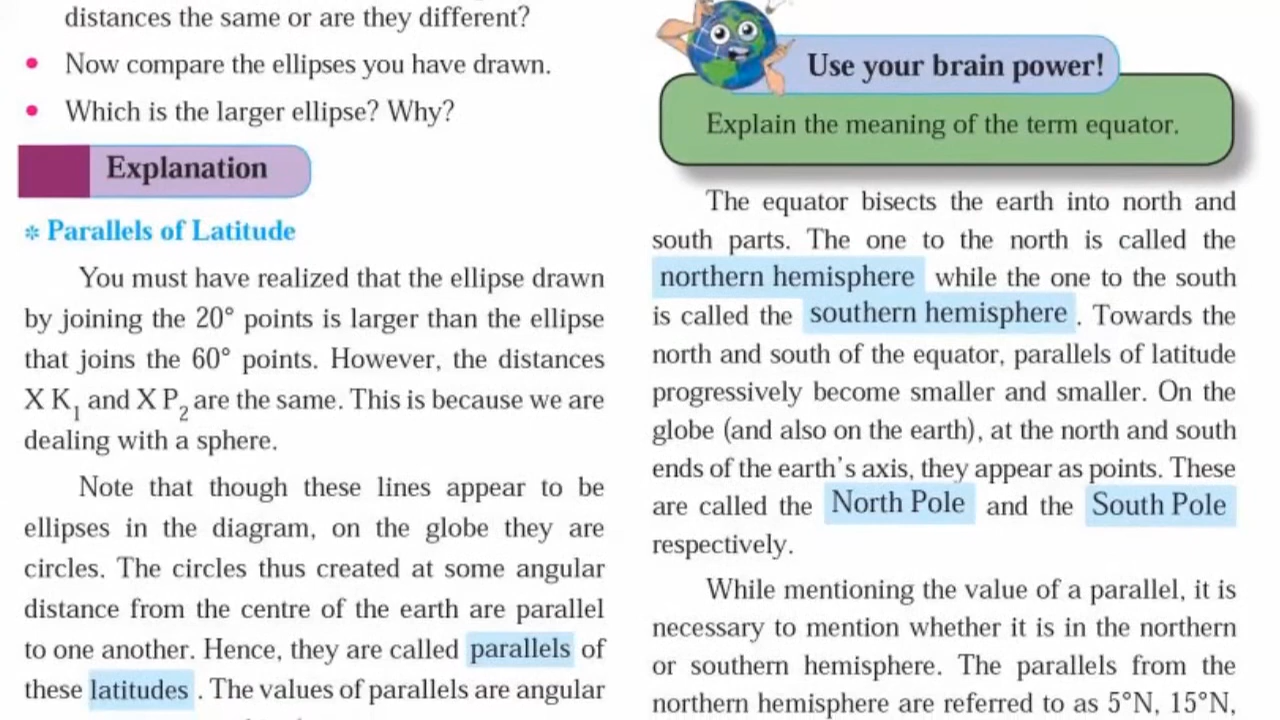 distances the same or are they different?
• Now compare the ellipses you have drawn.
• Which is the larger ellipse? Why?
Explanation
* Parallels of Latitude
You must have realized that the ellipse drawn
by joining the 20° points is larger than the ellipse
that joins the 60° points. However, the distances
X K₁ and X P₂ are the same. This is because we are
dealing with a sphere.
Note that though these lines appear to be
ellipses in the diagram, on the globe they are
circles. The circles thus created at some angular
distance from the centre of the earth are parallel
to one another. Hence, they are called parallels of
these latitudes . The values of parallels are angular
Use your brain power!
Explain the meaning of the term equator.
The equator bisects the earth into north and
south parts. The one to the north is called the
northern hemisphere while the one to the south
is called the southern hemisphere . Towards the
north and south of the equator, parallels of latitude
progressively become smaller and smaller. On the
globe (and also on the earth), at the north and south
ends of the earth's axis, they appear as points. These
are called the North Pole and the South Pole
respectively.
While mentioning the value of a parallel, it is
necessary to mention whether it is in the northern
or southern hemisphere. The parallels from the
northern hemisphere are referred to as 5°N, 15°N,